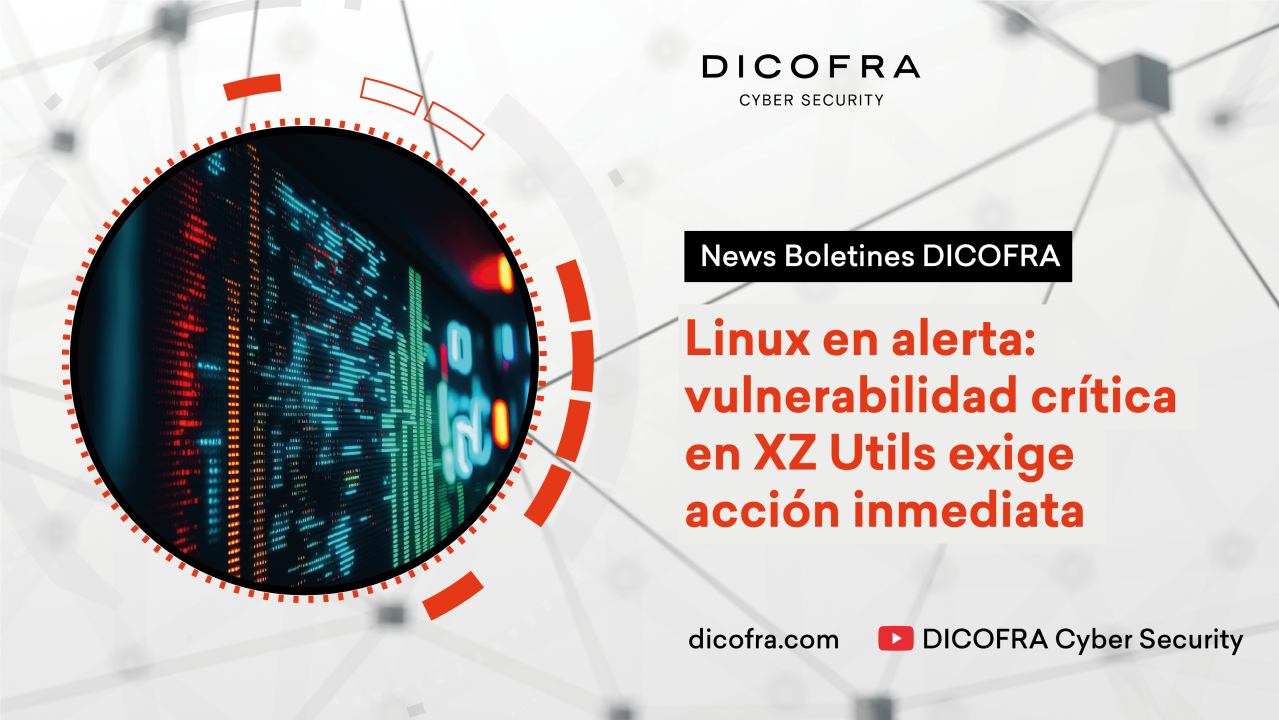 DICOFRA
CYBER SECURITY
News Boletines DICOFRA
Linux en alerta:
vulnerabilidad crítica
en XZ Utils exige
acción inmediata
dicofra.com
DICOFRA Cyber Security